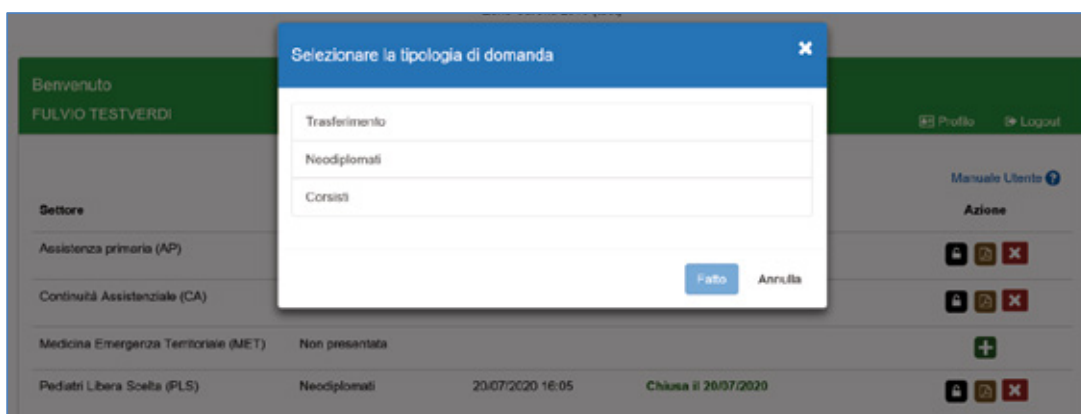 Selezionare la tipologia di domanda
Benvenuto
FULVIO TESTVERDI
Profilo Logout
Trasferimento
Neodiplomati
Corsisti
Manuale Utente
Settore Azione
Assistenza primaria (AP)
Fatto Annulla
Continuità Assistenziale (CA)
Medicina Emergenza Territoriale (MET) Non presentata
Pediatri Libera Scelta (PLS) Neodiplomati 20/07/2020 16:05 Chiusa il 20/07/2020